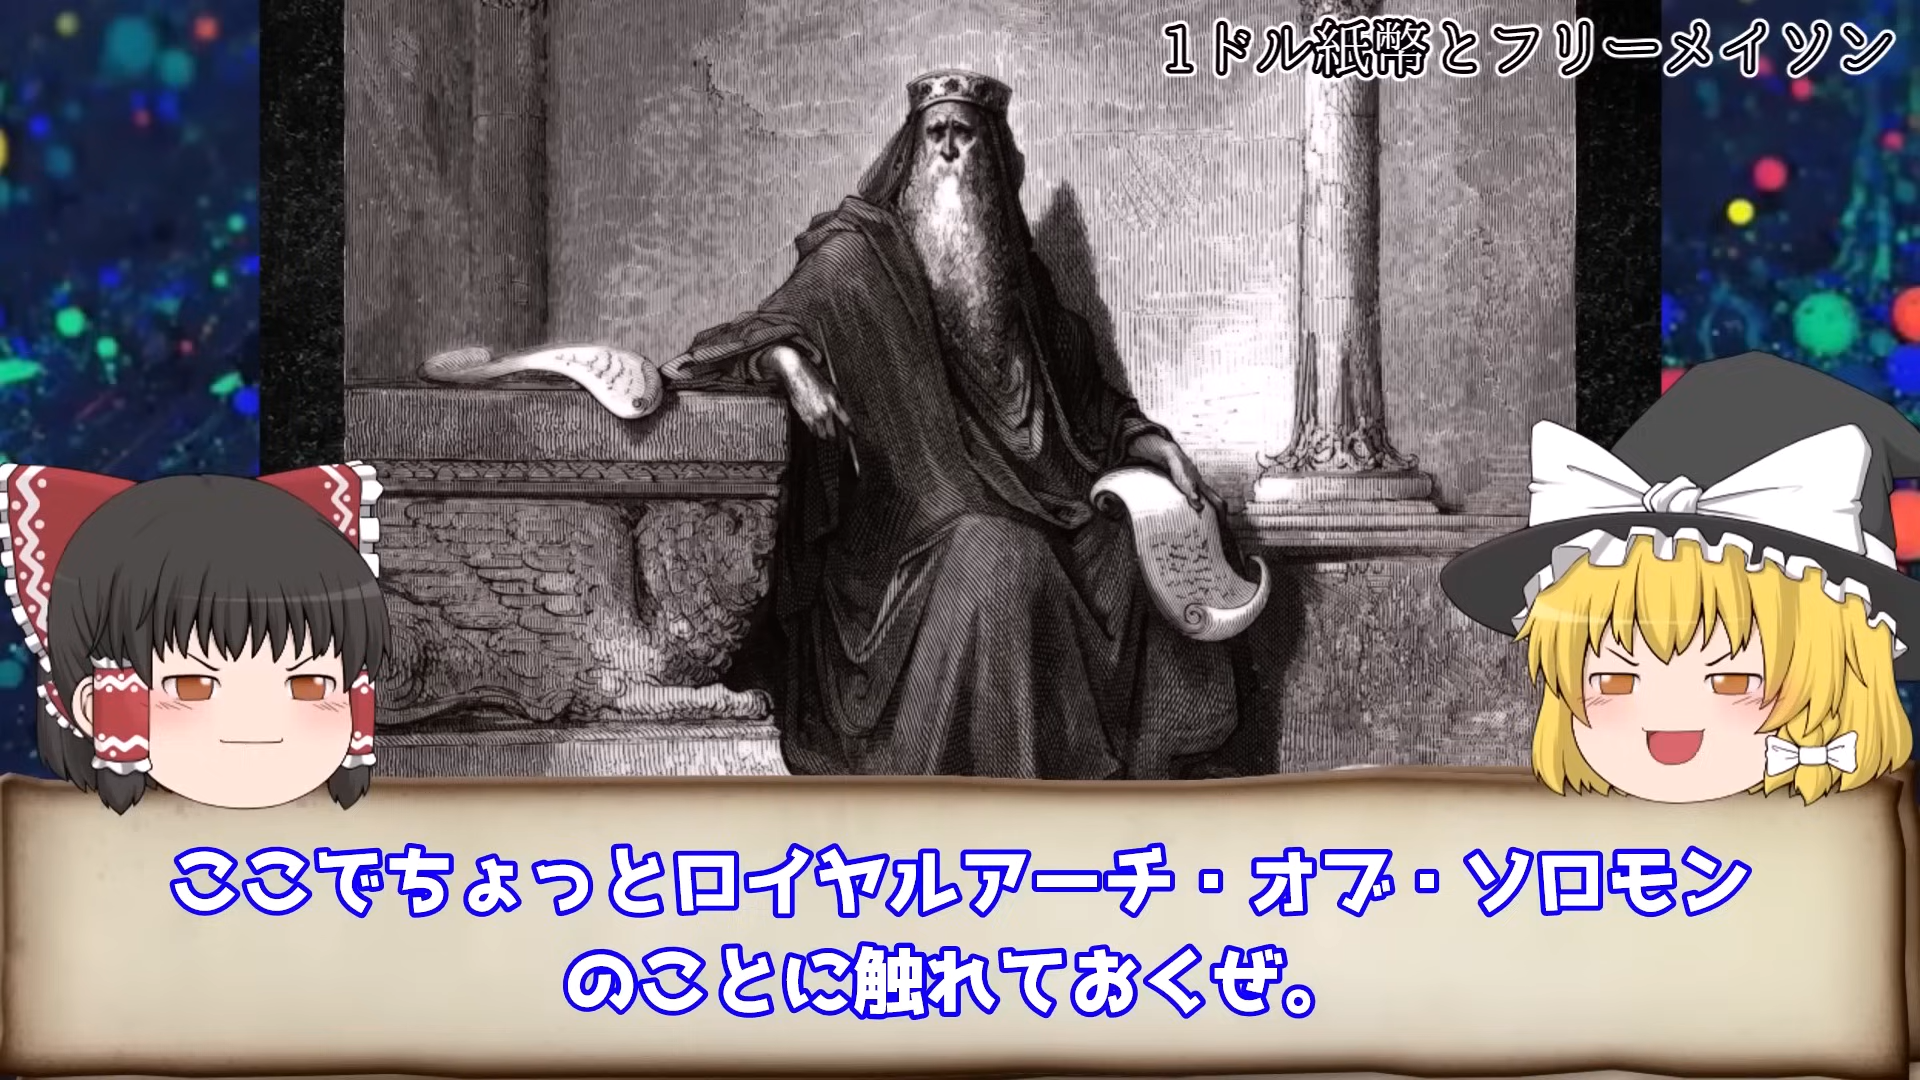 1ドル紙幣とフリーメイソン
ここでちょっとロイヤルアーチ・オブ・ソロモン
のことに触れておくぜ。